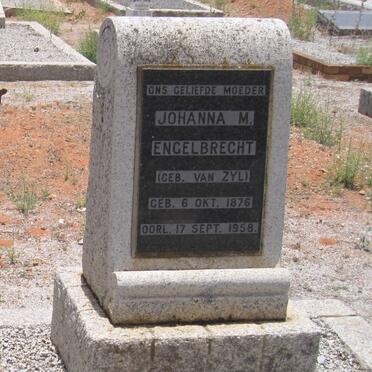 ONS GELIEFDE MOEDER
JOHANNA M.
ENGELBRECHT
(GEB. VAN ZYL)
GEB. 6 OKT. 1876
OORL. 17 SEPT. 1958.